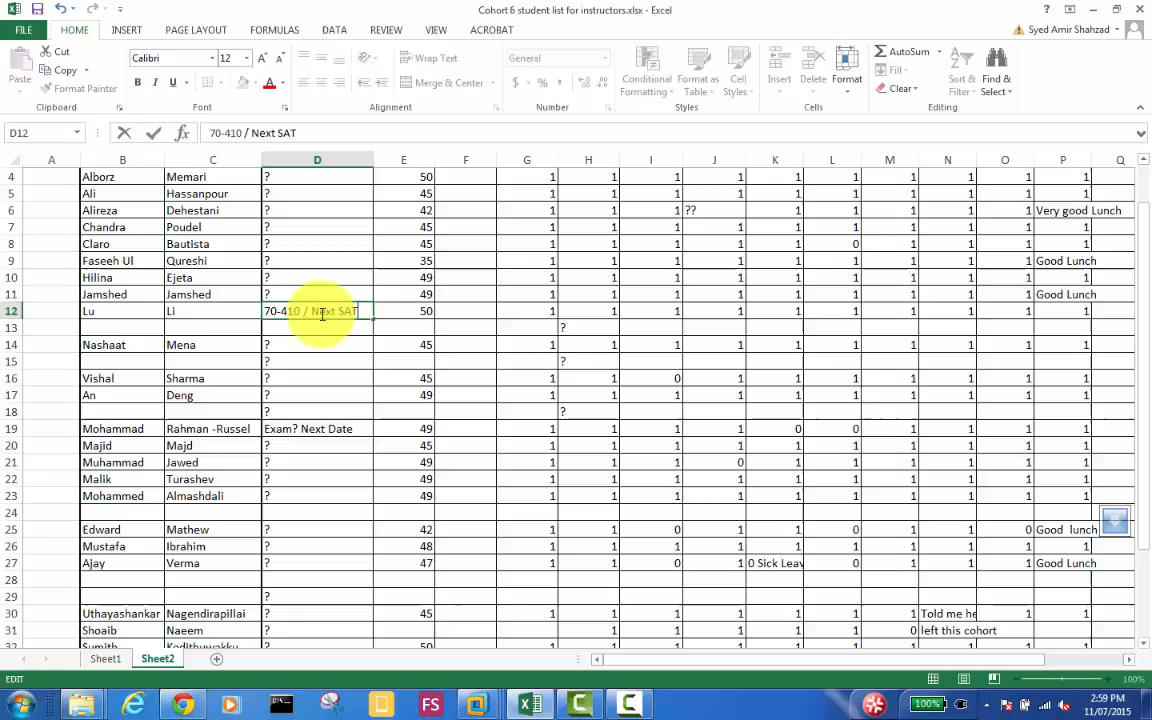 Cohort 6 student list for instructors.xlsx - Excel
FILE HOME INSERT PAGE LAYOUT FORMULAS DATA REVIEW VIEW ACROBAT Syed Amir Shahzad
Paste Cut Copy Format Painter Clipboard
Calibri 12 B I U Font
Wrap Text Merge & Center Alignment
General $ % , Number
Conditional Formatting Format as Table Cell Styles Styles
Insert Delete Format Cells
AutoSum Fill Clear Sort & Filter Find & Select Editing
D12 70-410 / Next SAT
A B C D E F G H I J K L M N O P Q
4 Alborz Memari ? 50 1 1 1 1 1 1 1 1 1 1
5 Ali Hassanpour ? 45 1 1 1 1 1 1 1 1 1 1
6 Alireza Dehestani ? 42 1 1 1 ?? 1 1 1 1 1 Very good Lunch
7 Chandra Poudel ? 45 1 1 1 1 1 1 1 1 1 1
8 Claro Bautista ? 45 1 1 1 1 1 0 1 1 1 1
9 Faseeh Ul Qureshi ? 35 1 1 1 1 1 1 1 1 1 Good Lunch
10 Hilina Ejeta ? 49 1 1 1 1 1 1 1 1 1 1
11 Jamshed Jamshed ? 49 1 1 1 1 1 1 1 1 1 Good Lunch
12 Lu Li 70-410 / Next SAT 50 1 1 1 1 1 1 1 1 1 1
13 ?
14 Nashaat Mena ? 45 1 1 1 1 1 1 1 1 1 1
15 ? ?
16 Vishal Sharma ? 45 1 1 0 1 1 1 1 1 1 1
17 An Deng ? 49 1 1 1 1 1 1 1 1 1 1
18 ? ?
19 Mohammad Rahman -Russel Exam? Next Date 49 1 1 1 1 0 0 1 1 1 1
20 Majid Majd ? 45 1 1 1 1 1 1 1 1 1 1
21 Muhammad Jawed ? 49 1 1 1 0 1 1 1 1 1 1
22 Malik Turashev ? 49 1 1 1 1 1 1 1 1 1 1
23 Mohammed Almashdali ? 49 1 1 1 1 1 1 1 1 1 1
24
25 Edward Mathew ? 42 1 1 0 1 1 0 1 1 0 Good lunch
26 Mustafa Ibrahim ? 48 1 1 1 1 1 1 1 1 1 1
27 Ajay Verma ? 47 1 1 0 1 0 Sick Leav 0 1 1 1 Good Lunch
28
29 ?
30 Uthayashankar Nagendirapillai ? 45 1 1 1 1 1 1 1 Told me he 1 1
31 Shoaib Naeem ? 1 1 1 1 1 0 left this cohort
32 Sumith Kodithuwakku ? 50 1 1 1 1 1 1 1 1 1 1
Sheet1 Sheet2
EDIT 100%
FS 100% 2:59 PM
11/07/2015